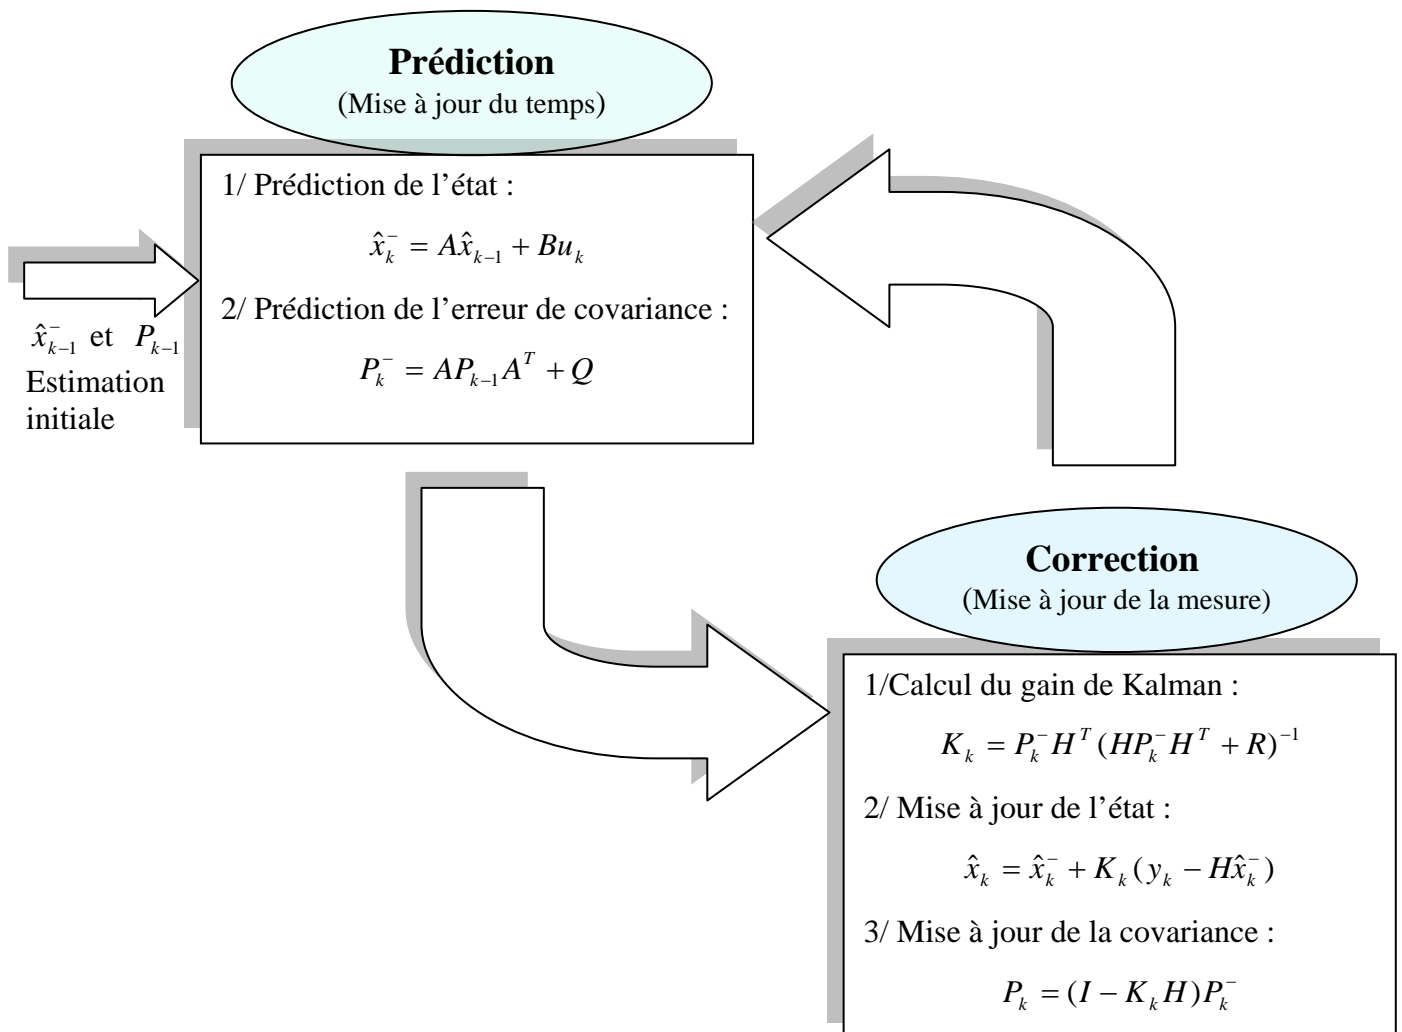 Prédiction
(Mise à jour du temps)
1/ Prédiction de l’état :
x̂ₖ⁻ = Ax̂ₖ₋₁ + Buₖ
2/ Prédiction de l’erreur de covariance :
Pₖ⁻ = APₖ₋₁Aᵀ + Q
x̂ₖ₋₁⁻ et Pₖ₋₁
Estimation
initiale
Correction
(Mise à jour de la mesure)
1/Calcul du gain de Kalman :
Kₖ = Pₖ⁻Hᵀ(HPₖ⁻Hᵀ + R)⁻¹
2/ Mise à jour de l’état :
x̂ₖ = x̂ₖ⁻ + Kₖ(yₖ − Hx̂ₖ⁻)
3/ Mise à jour de la covariance :
Pₖ = (I − KₖH)Pₖ⁻